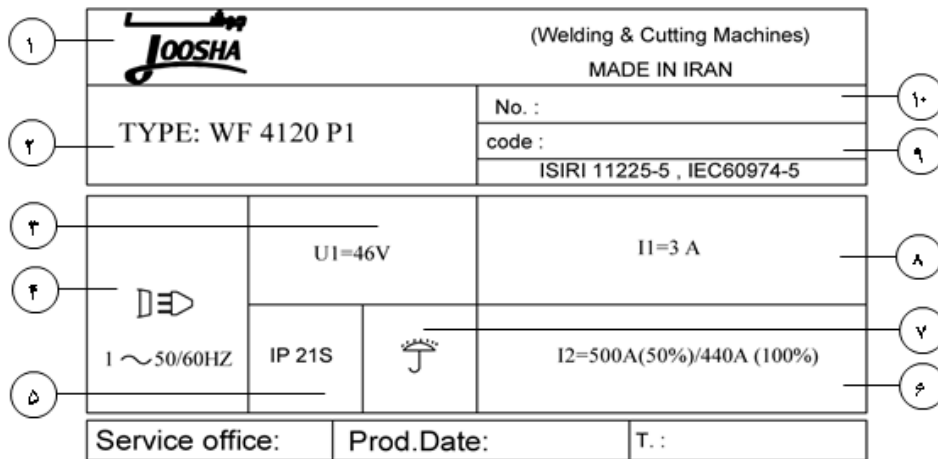 ۱
جوشا
JOOSHA
(Welding & Cutting Machines)
MADE IN IRAN
۲
TYPE: WF 4120 P1
No. :
۱۰
code :
۹
ISIRI 11225-5 , IEC60974-5
۳
U1=46V
I1=3 A
۸
۴
1 ～50/60HZ
IP 21S
۷
I2=500A(50%)/440A (100%)
۵
۶
Service office:
Prod.Date:
T. :